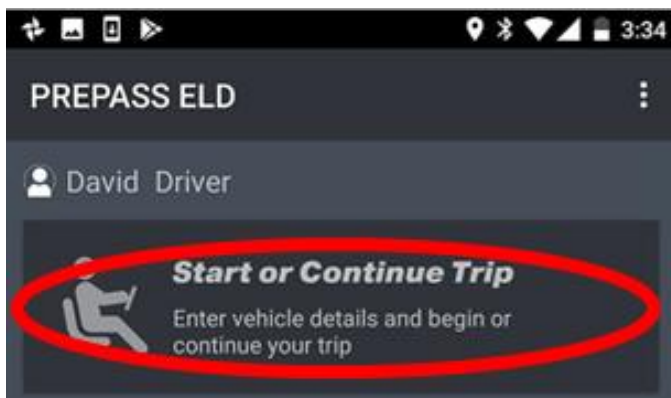 3:34
PREPASS ELD
David Driver
Start or Continue Trip
Enter vehicle details and begin or
continue your trip